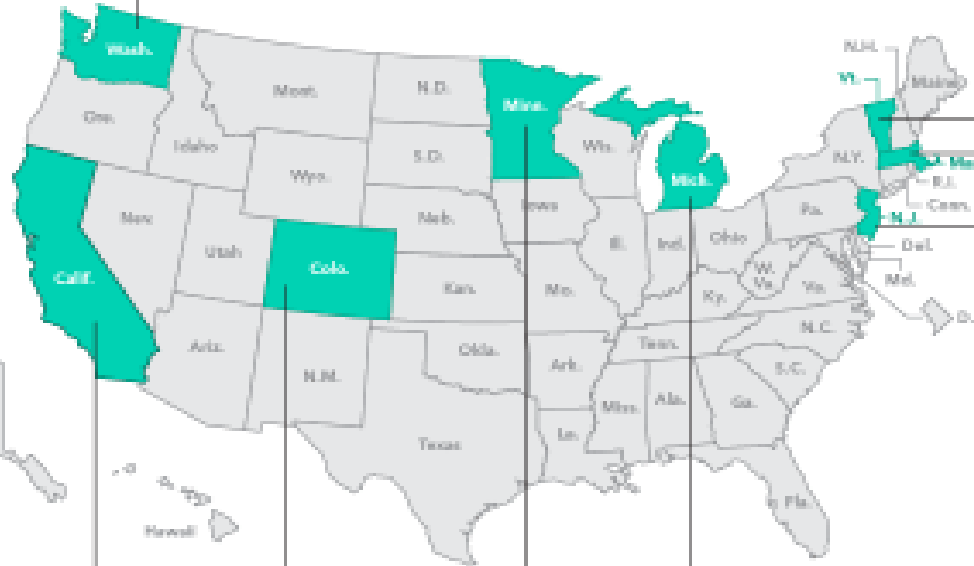 Wash.
Mont.
N.D.
Minn.
N.H.
Vt.
Maine
Ore.
Idaho
S.D.
Wis.
Mich.
N.Y.
Ma
R.I.
Conn.
Wyo.
Nev.
Neb.
Iowa
Pa.
N.J.
Utah
Colo.
Calif.
Kan.
Mo.
Ill.
Ind.
Ohio
W.
Va.
Ky.
Va.
Del.
Md.
D.
Ariz.
N.M.
Okla.
Ark.
Tenn.
N.C.
S.C.
Texas
La.
Miss.
Ala.
Ga.
Fla.
Hawaii